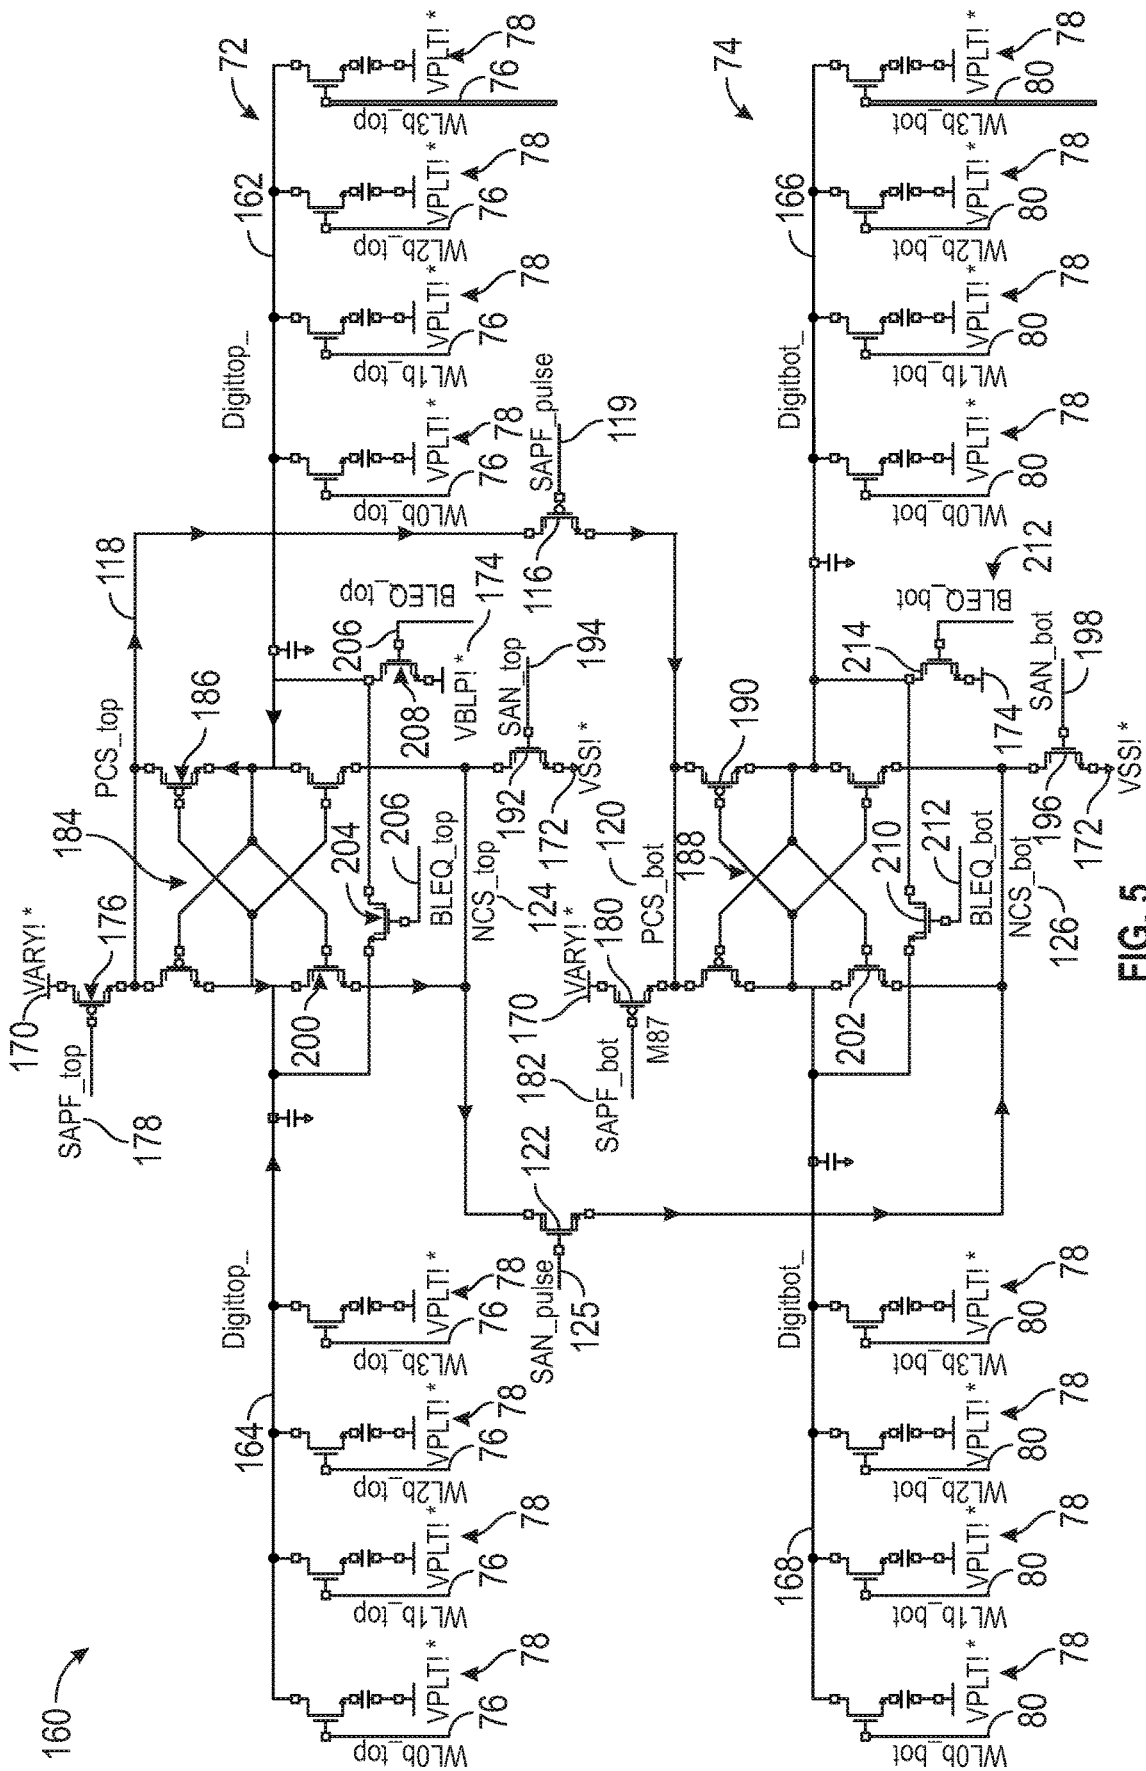 160
170
VARY! *
SAPF_top
178
176
184
PCS_top
186
118
164
Digittop_
Digittop_
162
72
200
204
206
208
206
BLEQ_top
WL0b_top
WL1b_top
WL2b_top
WL3b_top
WL0b_top
WL1b_top
WL2b_top
WL3b_top
VPLT! *
VPLT! *
VPLT! *
VPLT! *
VPLT! *
VPLT! *
VPLT! *
VPLT! *
76
76
76
76
76
76
76
76
78
78
78
78
78
78
78
78
BLEQ_top
VBLP! *
174
NCS_top
124
SAN_top
194
192
172
VSS! *
SAN_pulse
125
122
116
SAPF_pulse
119
182
SAPF_bot
170
VARY! *
180
M87
PCS_bot
120
188
190
168
Digitbot_
Digitbot_
166
74
202
210
212
214
174
BLEQ_bot
212
WL0b_bot
WL1b_bot
WL2b_bot
WL3b_bot
WL0b_bot
WL1b_bot
WL2b_bot
WL3b_bot
VPLT! *
VPLT! *
VPLT! *
VPLT! *
VPLT! *
VPLT! *
VPLT! *
VPLT! *
80
80
80
80
80
80
80
80
78
78
78
78
78
78
78
78
BLEQ_bot
NCS_bot
126
SAN_bot
198
196
172
VSS! *
FIG. 5